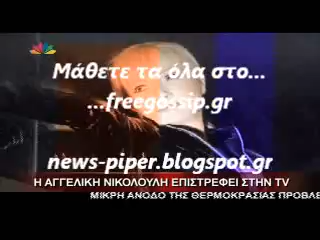 Μάθετε τα όλα στο...
...freegossip.gr
news-piper.blogspot.gr
Η ΑΓΓΕΛΙΚΗ ΝΙΚΟΛΟΥΛΗ ΕΠΙΣΤΡΕΦΕΙ ΣΤΗΝ TV
ΜΙΚΡΗ ΑΝΟΔΟ ΤΗΣ ΘΕΡΜΟΚΡΑΣΙΑΣ ΠΡΟΒΛΕ